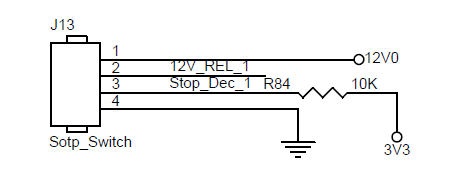 J13
1
12V0
2
12V_REL_1
3
Stop_Dec_1
R84
10K
4
Sotp_Switch
3V3